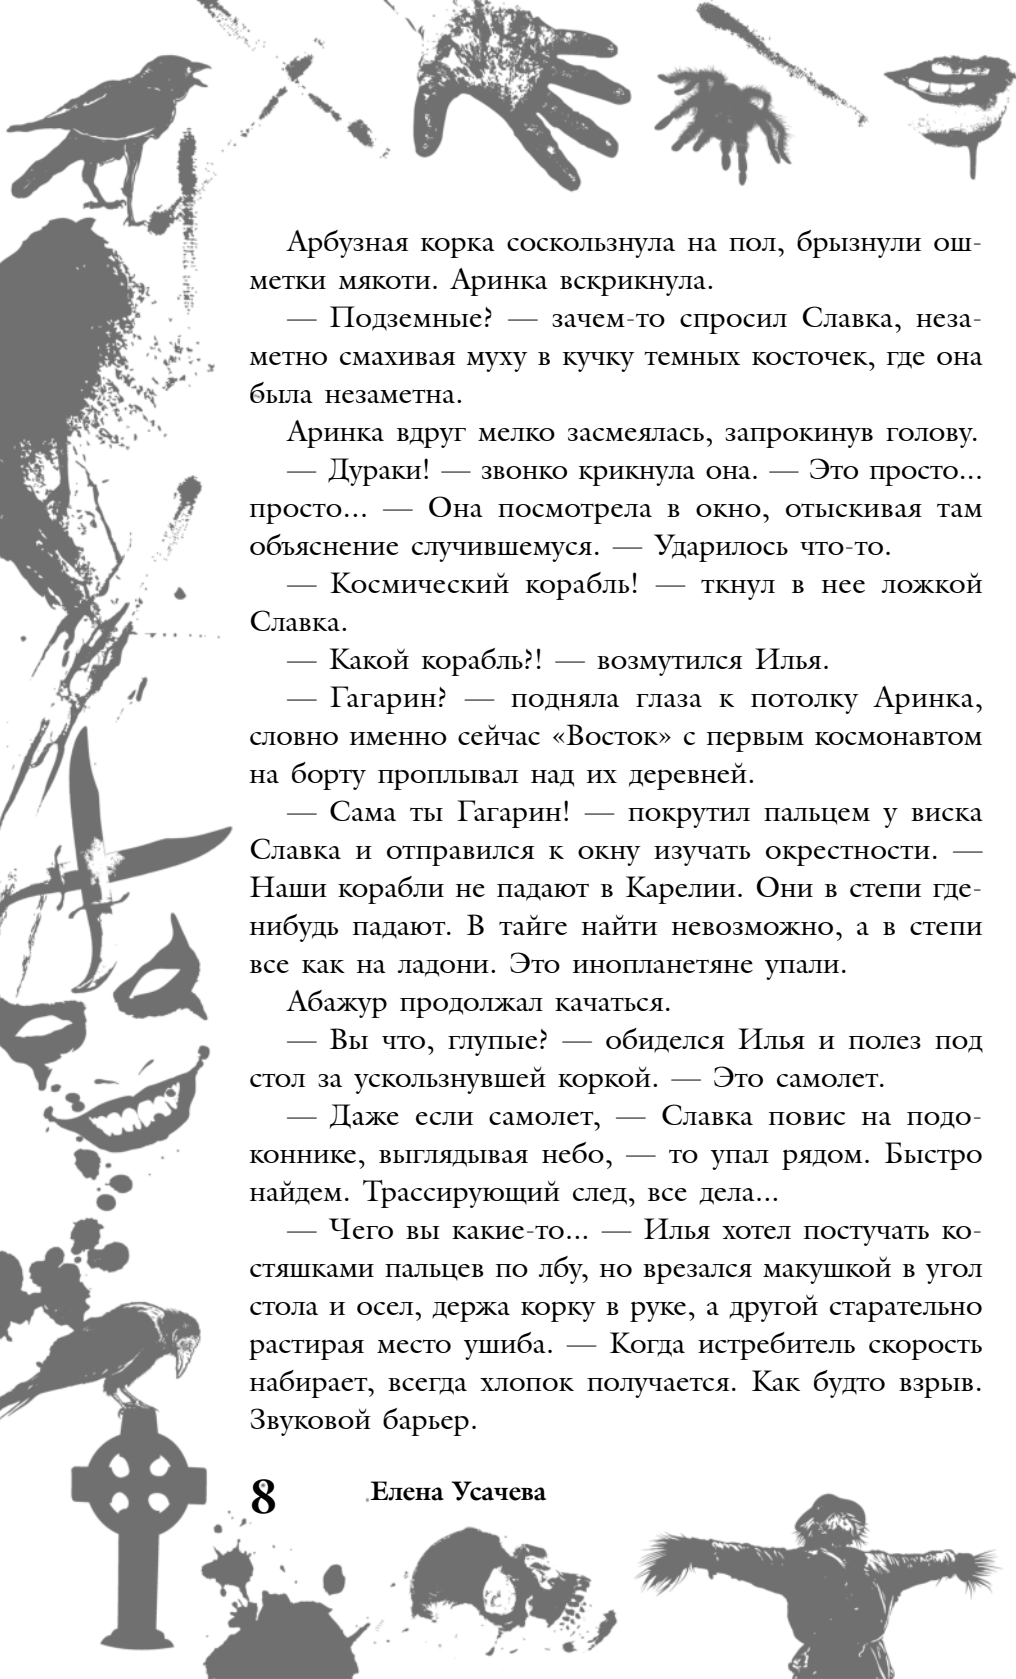 Арбузная корка соскользнула на пол, брызнули ош-
метки мякоти. Аринка вскрикнула.
— Подземные? — зачем-то спросил Славка, неза-
метно смахивая муху в кучку темных косточек, где она
была незаметна.
Аринка вдруг мелко засмеялась, запрокинув голову.
— Дураки! — звонко крикнула она. — Это просто...
просто... — Она посмотрела в окно, отыскивая там
объяснение случившемуся. — Ударилось что-то.
— Космический корабль! — ткнул в нее ложкой
Славка.
— Какой корабль?! — возмутился Илья.
— Гагарин? — подняла глаза к потолку Аринка,
словно именно сейчас «Восток» с первым космонавтом
на борту проплывал над их деревней.
— Сама ты Гагарин! — покрутил пальцем у виска
Славка и отправился к окну изучать окрестности. —
Наши корабли не падают в Карелии. Они в степи где-
нибудь падают. В тайге найти невозможно, а в степи
все как на ладони. Это инопланетяне упали.
Абажур продолжал качаться.
— Вы что, глупые? — обиделся Илья и полез под
стол за ускользнувшей коркой. — Это самолет.
— Даже если самолет, — Славка повис на подо-
коннике, выглядывая небо, — то упал рядом. Быстро
найдем. Трассирующий след, все дела...
— Чего вы какие-то... — Илья хотел постучать ко-
стяшками пальцев по лбу, но врезался макушкой в угол
стола и осел, держа корку в руке, а другой старательно
растирая место ушиба. — Когда истребитель скорость
набирает, всегда хлопок получается. Как будто взрыв.
Звуковой барьер.
8 Елена Усачева